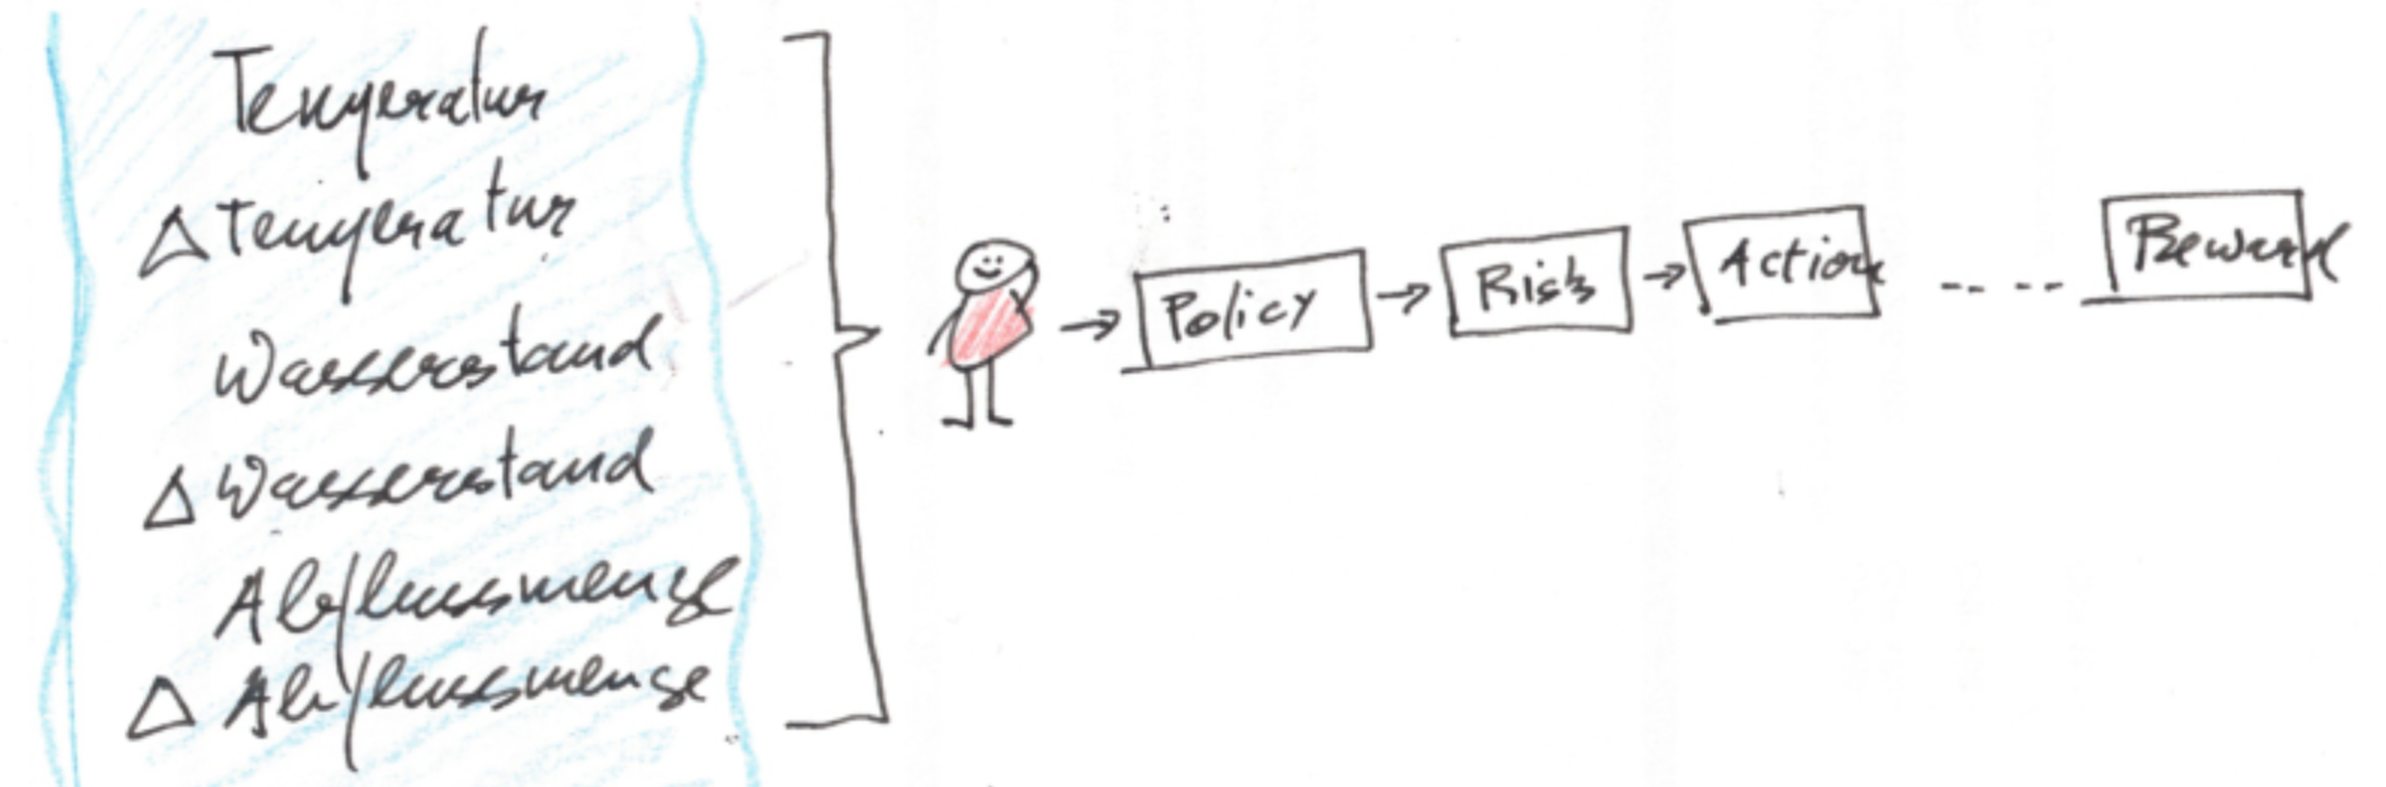 Temperatur
Δ Temperatur
Wasserstand
Δ Wasserstand
Abflussmenge
Δ Abflussmenge
Policy → Risk → Action ---- Reward